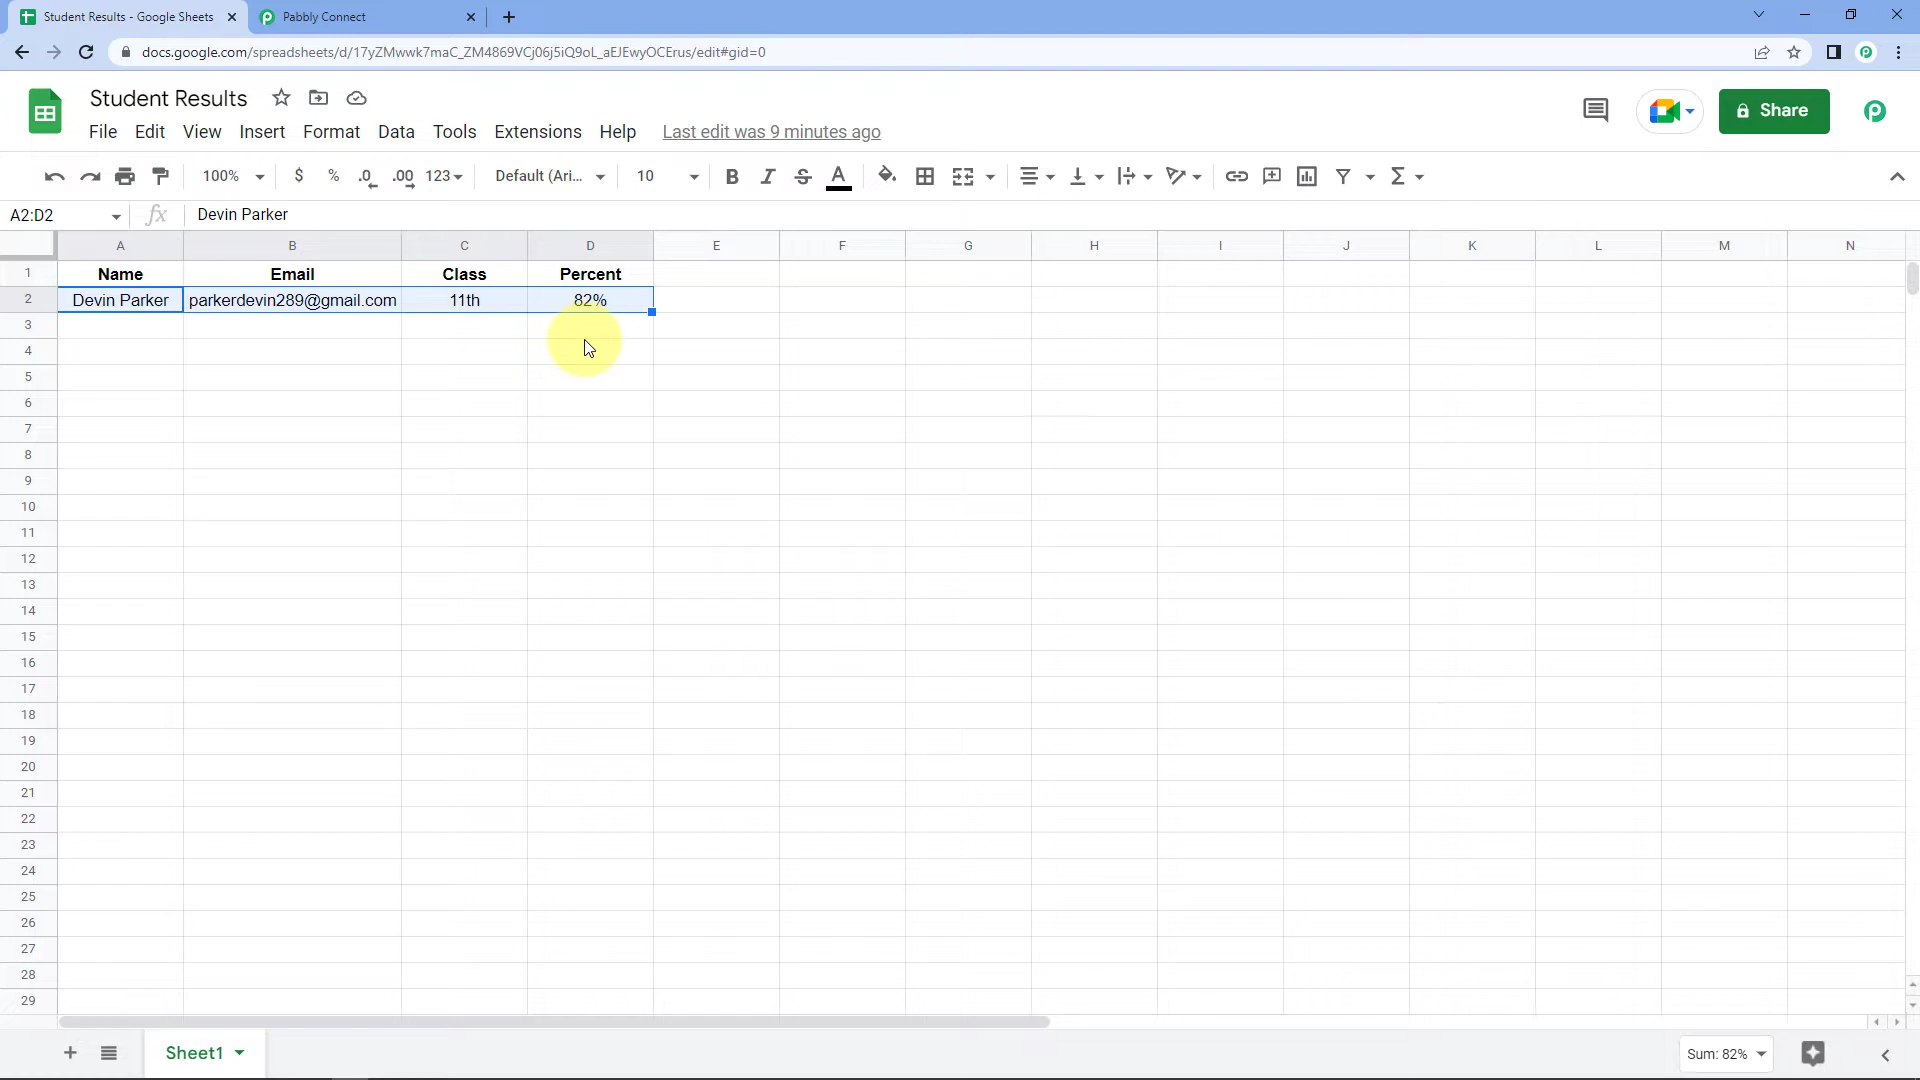 Student Results - Google Sheets
Pabbly Connect
docs.google.com/spreadsheets/d/17yZMwwk7maC_ZM4869VCj06j5iQ9oL_aEJEwyOCErus/edit#gid=0
Student Results
File Edit View Insert Format Data Tools Extensions Help Last edit was 9 minutes ago
Share
100% $ % .0 .00 123 Default (Ari... 10 B I S A
A2:D2 fx Devin Parker
A B C D E F G H I J K L M N
1 Name Email Class Percent
2 Devin Parker parkerdevin289@gmail.com 11th 82%
3
4
5
6
7
8
9
10
11
12
13
14
15
16
17
18
19
20
21
22
23
24
25
26
27
28
29
Sheet1 Sum: 82%